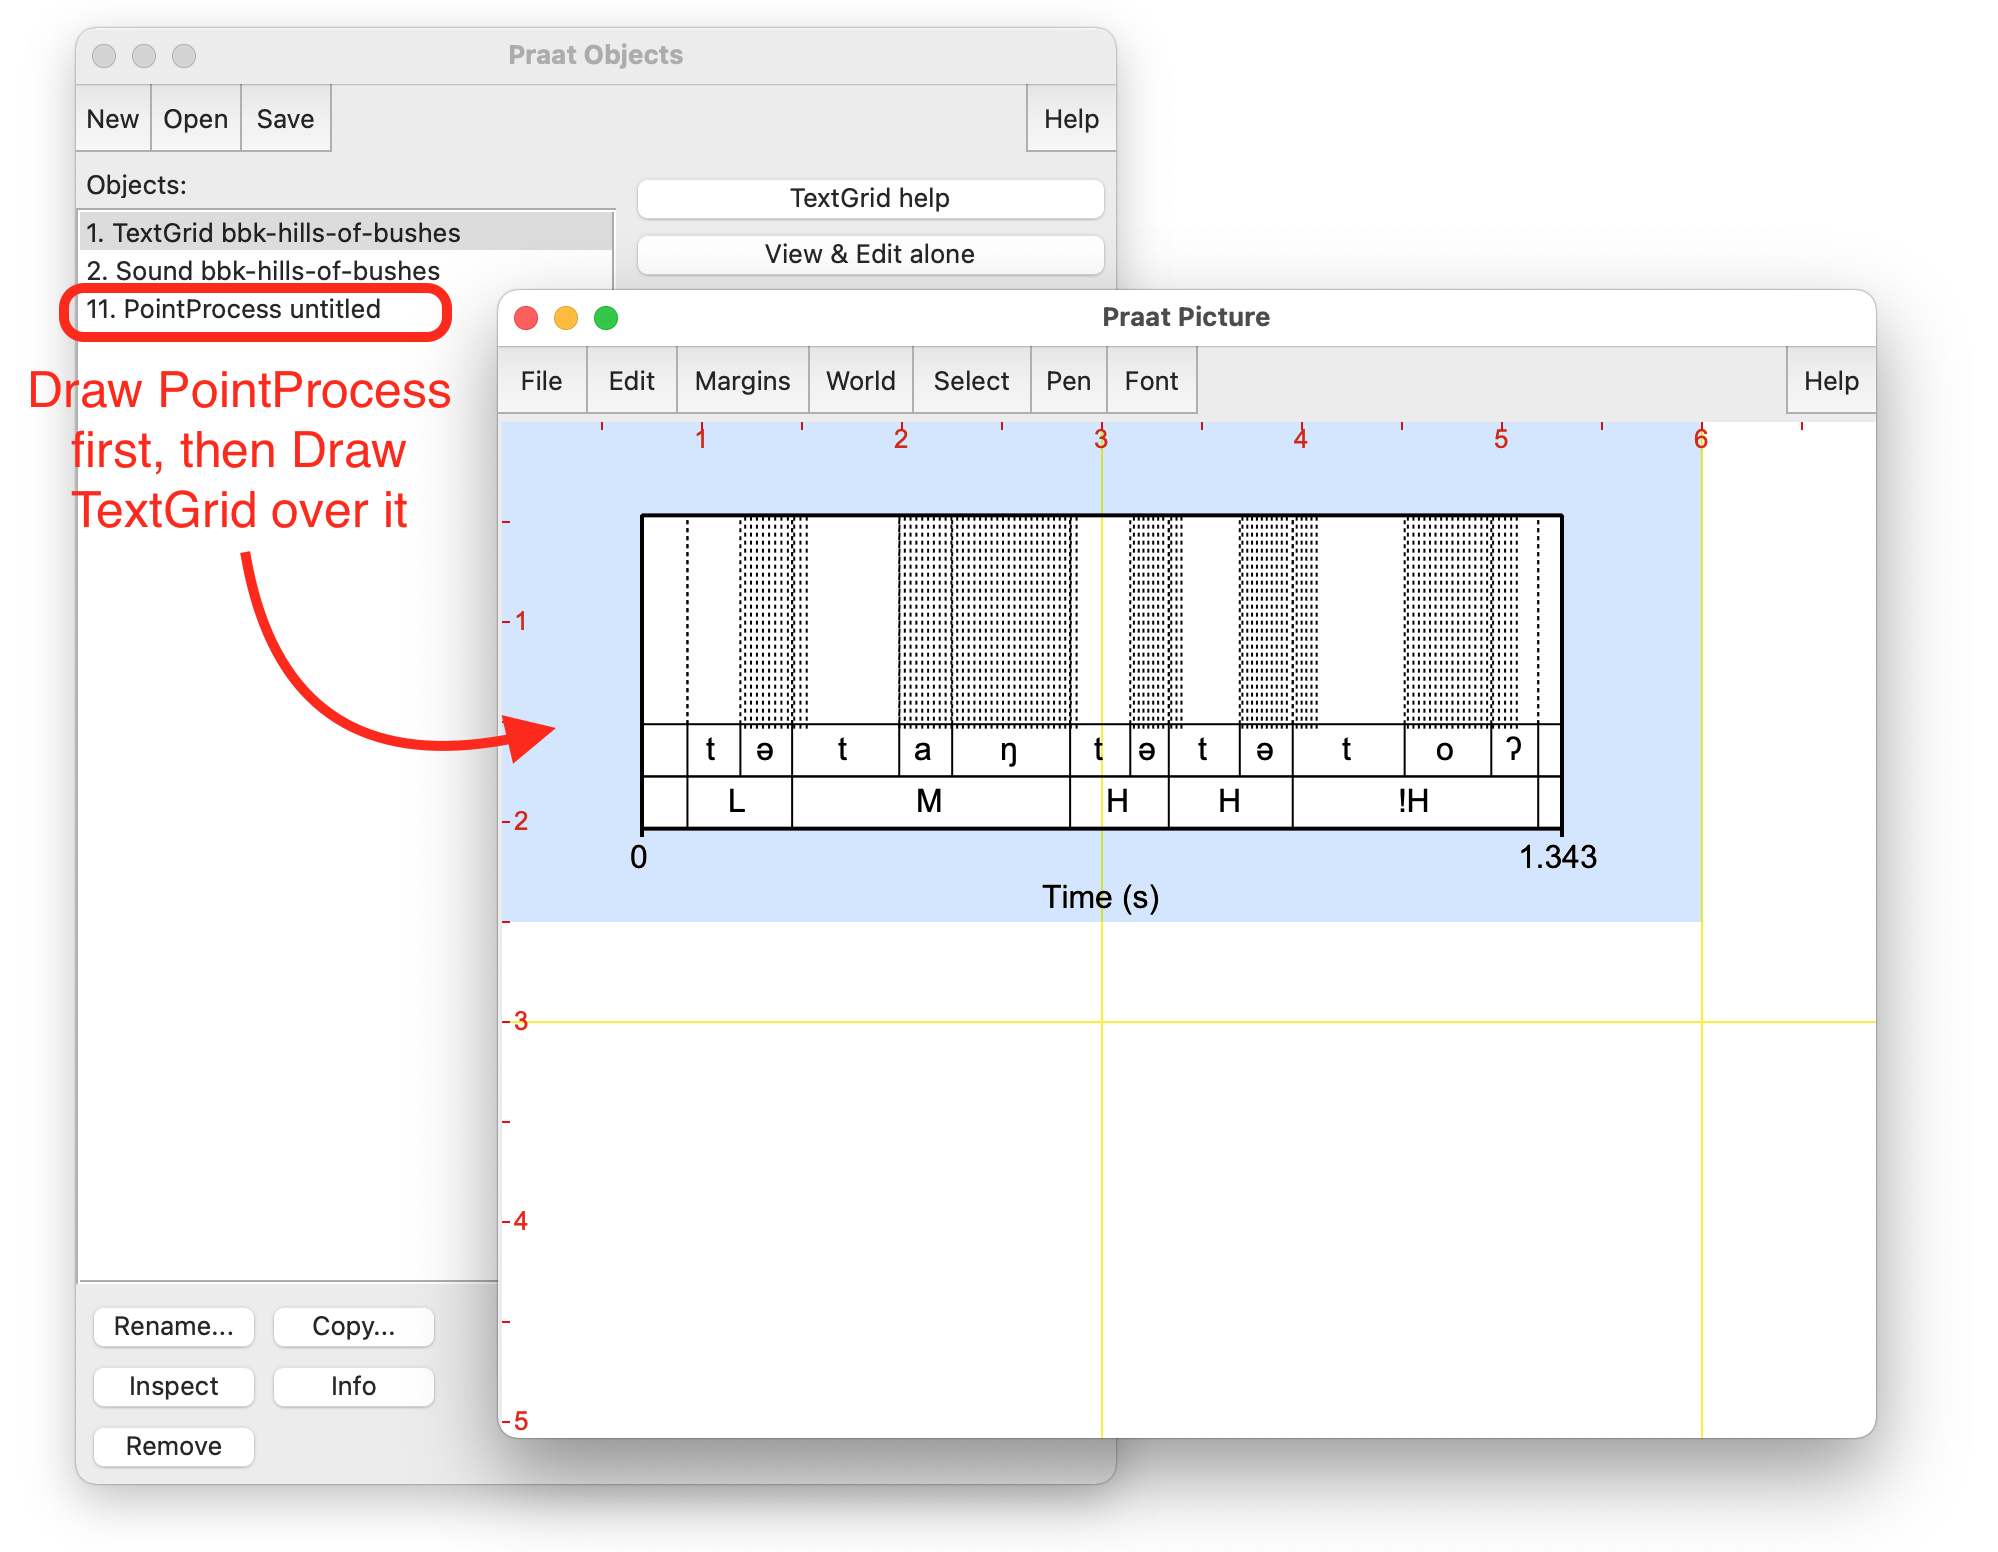 Praat Objects
New Open Save Help
Objects:
1. TextGrid bbk-hills-of-bushes
2. Sound bbk-hills-of-bushes
11. PointProcess untitled
TextGrid help
View & Edit alone
Draw PointProcess
first, then Draw
TextGrid over it
Rename... Copy...
Inspect Info
Remove
Praat Picture
File Edit Margins World Select Pen Font Help
1 2 3 4 5 6
1
2
3
4
5
t ə t a ŋ t ə t ə t o ʔ
L M H H !H
0 1.343
Time (s)